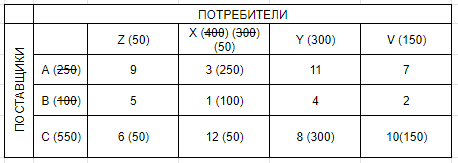 ПОТРЕБИТЕЛИ
ПОСТАВЩИКИ
Z (50) X (400) (300) (50) Y (300) V (150)
A (250) 9 3 (250) 11 7
B (100) 5 1 (100) 4 2
C (550) 6 (50) 12 (50) 8 (300) 10(150)